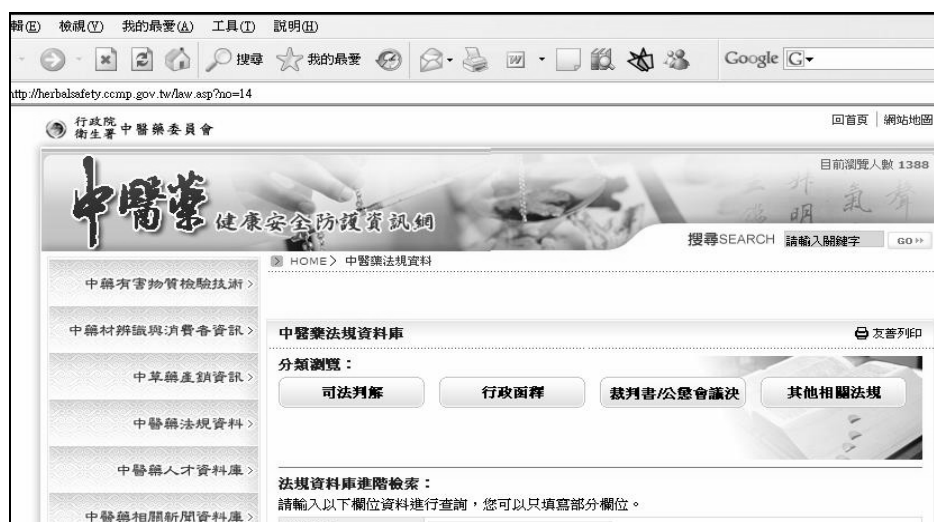 輯(E) 檢視(V) 我的最愛(A) 工具(T) 說明(H)
搜尋 我的最愛 Google G
http://herbalsafety.ccmp.gov.tw/law.asp?no=14
行政院衛生署中醫藥委員會
回首頁 | 網站地圖
目前瀏覽人數 1388
中醫藥健康安全防護資訊網
搜尋SEARCH 請輸入關鍵字 GO
HOME〉 中醫藥法規資料
中藥有害物質檢驗技術
中藥材辨識與消費者資訊
中草藥產銷資訊
中醫藥法規資料
中醫藥人才資料庫
中醫藥相關新聞資料庫
中醫藥法規資料庫 友善列印
分類瀏覽：
司法判解 行政函釋 裁判書/公懲會議決 其他相關法規
法規資料庫進階檢索：
請輸入以下欄位資料進行查詢，您可以只填寫部分欄位。